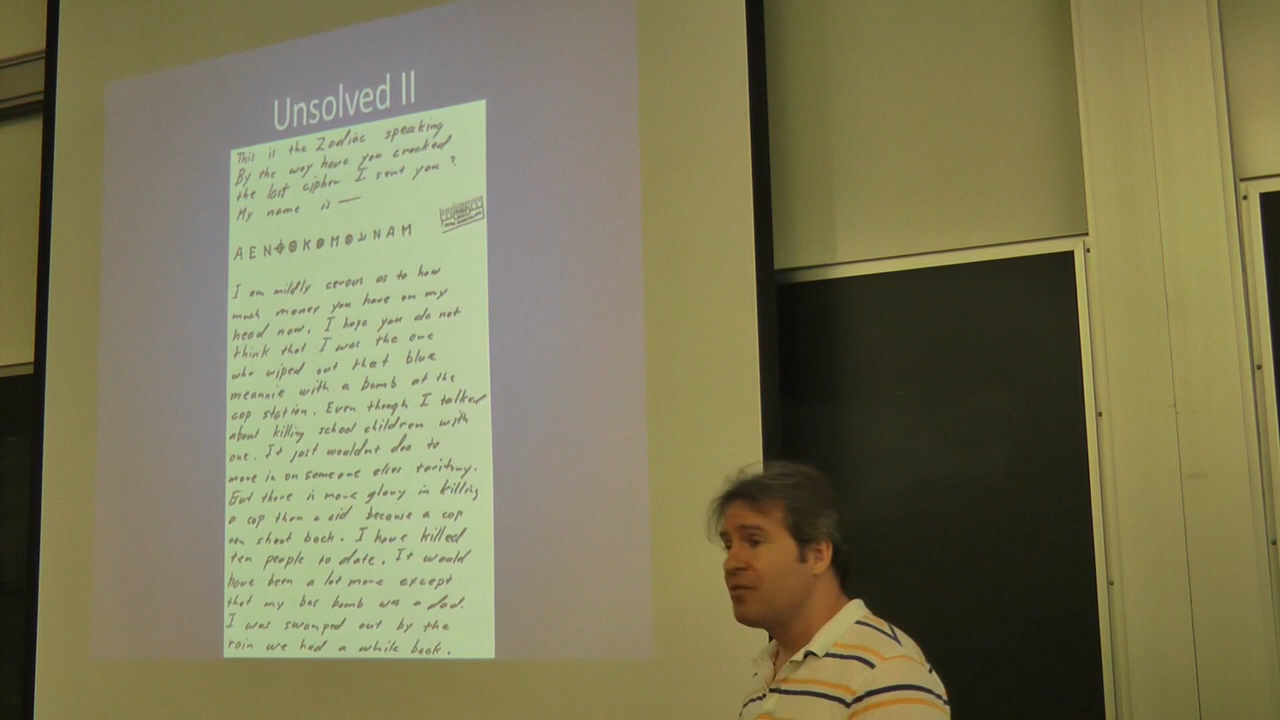 Unsolved II
This is the Zodiac speaking
By the way have you cracked
the last cipher I sent you?
My name is —
A E N ⌖ ⊗ K ⊗ M ⊗ ⅃ N A M
I am mildly cerous as to how
much money you have on my
head now. I hope you do not
think that I was the one
who wiped out that blue
meannie with a bomb at the
cop station. Even though I talked
about killing school children with
one. It just wouldnt doo to
move in on someone elses teritory.
But there is more glory in killing
a cop than a cid because a cop
can shoot back. I have killed
ten people to date. It would
have been a lot more except
that my bus bomb was a dud.
I was swamped out by the
rain we had a while back.